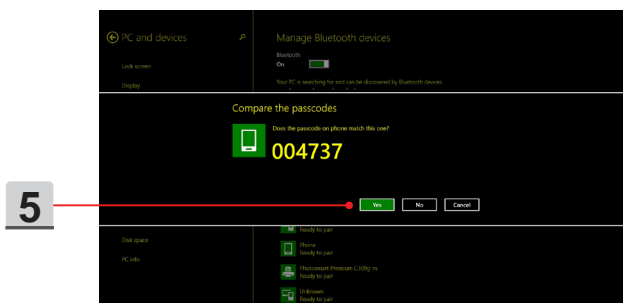 PC and devices
Manage Bluetooth devices
Bluetooth
On
Lock screen
Your PC is searching for and can be discovered by Bluetooth devices
Display
Compare the passcodes
Does the passcode on phone match this one?
004737
5
Yes No Cancel
Ready to pair
Disk space
Phone
Ready to pair
PC info
Photosmart Premium C309g-m
Ready to pair
Unknown
Ready to pair